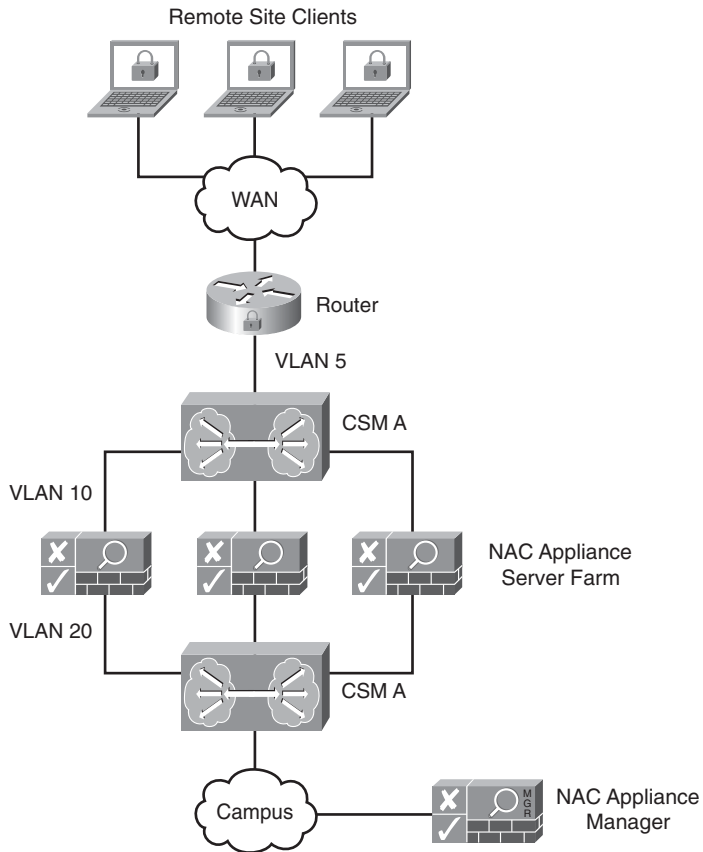 Remote Site Clients
WAN
Router
VLAN 5
CSM A
VLAN 10
NAC Appliance
Server Farm
VLAN 20
CSM A
Campus
MGR
NAC Appliance
Manager